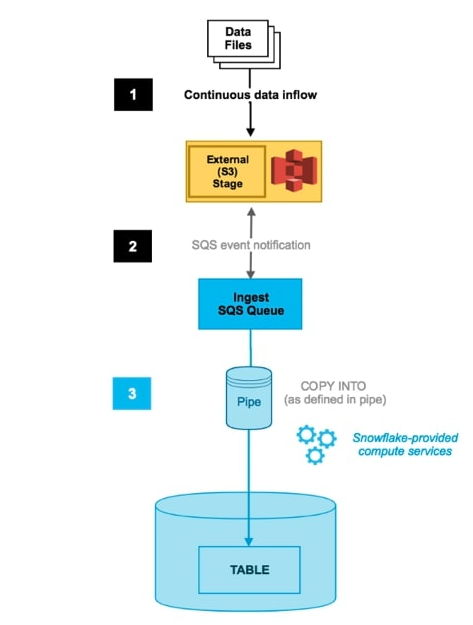 Data
Files
1
Continuous data inflow
External
(S3)
Stage
2
SQS event notification
Ingest
SQS Queue
3
Pipe
COPY INTO
(as defined in pipe)
Snowflake-provided
compute services
TABLE